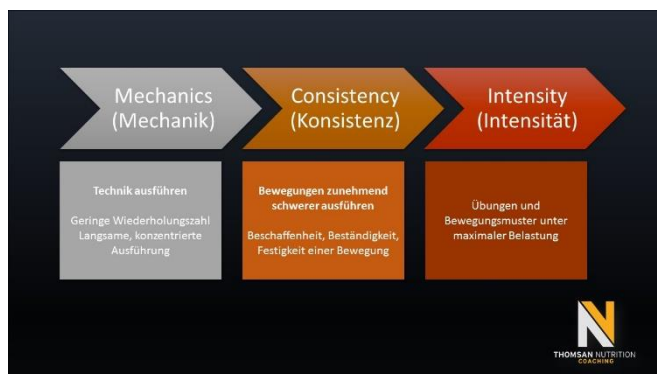 Mechanics
(Mechanik)
Consistency
(Konsistenz)
Intensity
(Intensität)
Technik ausführen
Geringe Wiederholungszahl
Langsame, konzentrierte
Ausführung
Bewegungen zunehmend
schwerer ausführen
Beschaffenheit, Beständigkeit,
Festigkeit einer Bewegung
Übungen und
Bewegungsmuster unter
maximaler Belastung
THOMSAN NUTRITION
COACHING